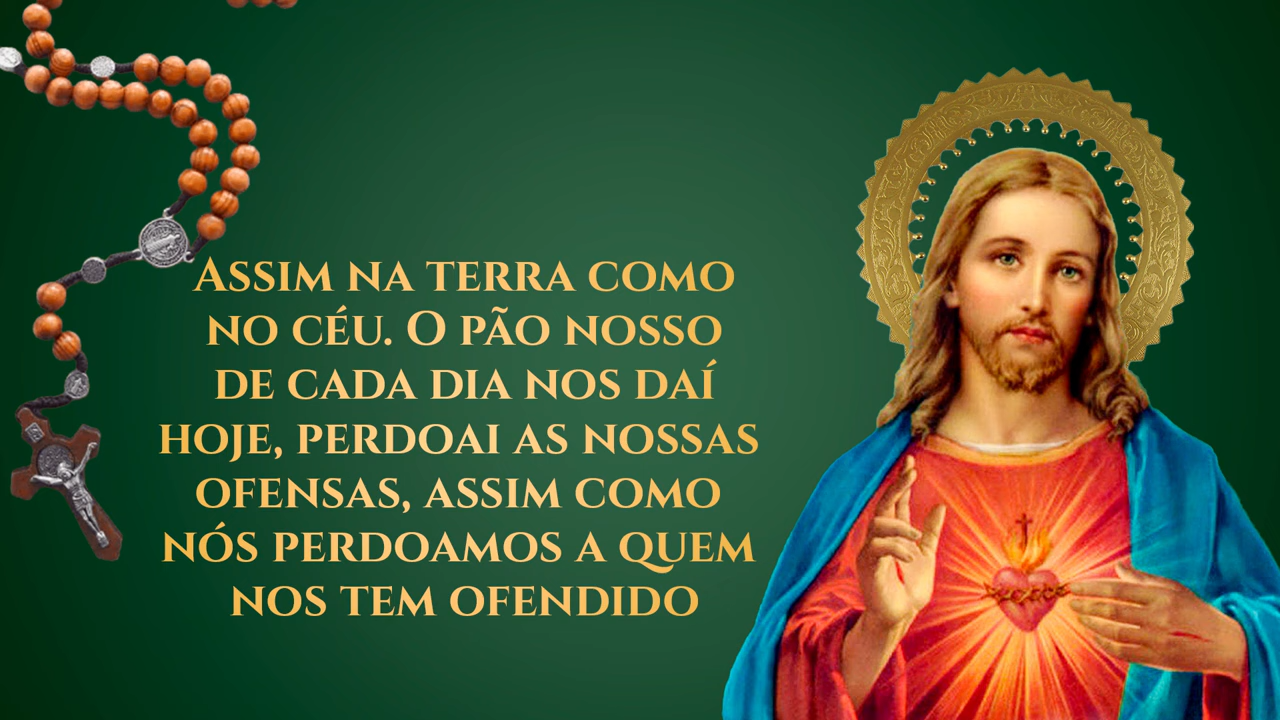 Assim na terra como
no céu. O pão nosso
de cada dia nos daí
hoje, perdoai as nossas
ofensas, assim como
nós perdoamos a quem
nos tem ofendido